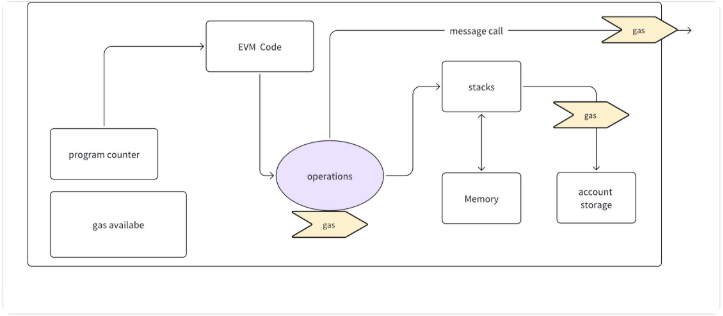 message call
gas
EVM Code
stacks
gas
program counter
operations
Memory
account
storage
gas availabe
gas